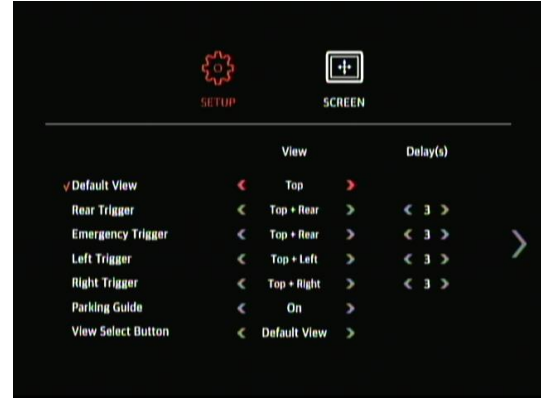 SETUP SCREEN
View Delay(s)
√ Default View < Top >
Rear Trigger < Top + Rear > < 3 >
Emergency Trigger < Top + Rear > < 3 >
Left Trigger < Top + Left > < 3 >
Right Trigger < Top + Right > < 3 >
Parking Guide < On >
View Select Button < Default View >